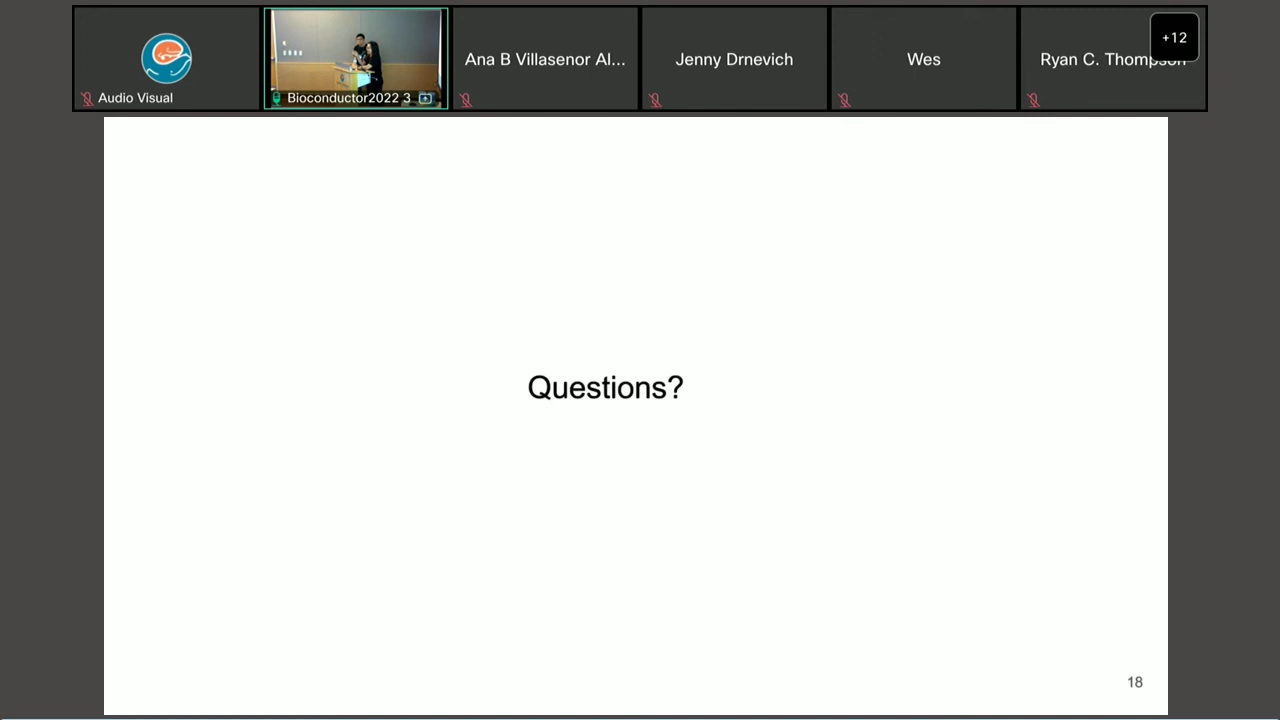 +12
Ana B Villasenor Al...
Jenny Drnevich
Wes
Ryan C. Thompson
Audio Visual
Bioconductor2022 3
Questions?
18